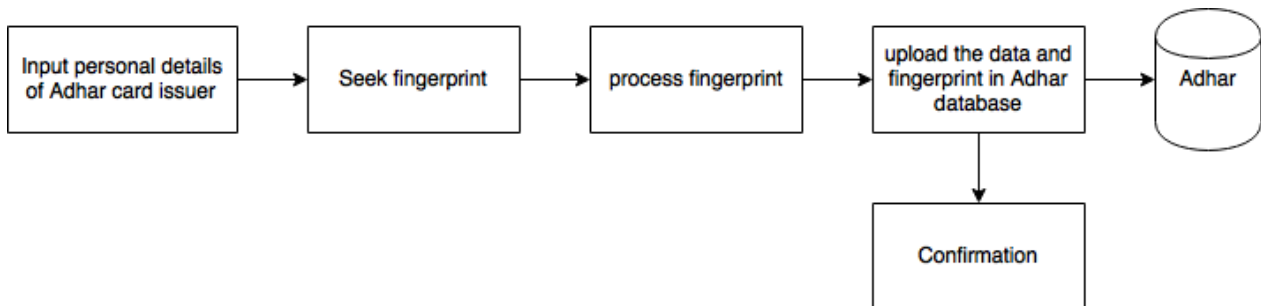 Input personal details
of Adhar card issuer
Seek fingerprint
process fingerprint
upload the data and
fingerprint in Adhar
database
Adhar
Confirmation